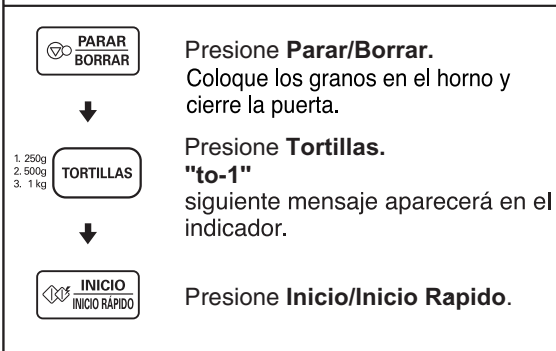 PARAR
BORRAR
Presione Parar/Borrar.
Coloque los granos en el horno y
cierre la puerta.
1. 250g
2. 500g
3. 1 kg
TORTILLAS
Presione Tortillas.
"to-1"
siguiente mensaje aparecerá en el
indicador.
INICIO
INICIO RÁPIDO
Presione Inicio/Inicio Rapido.